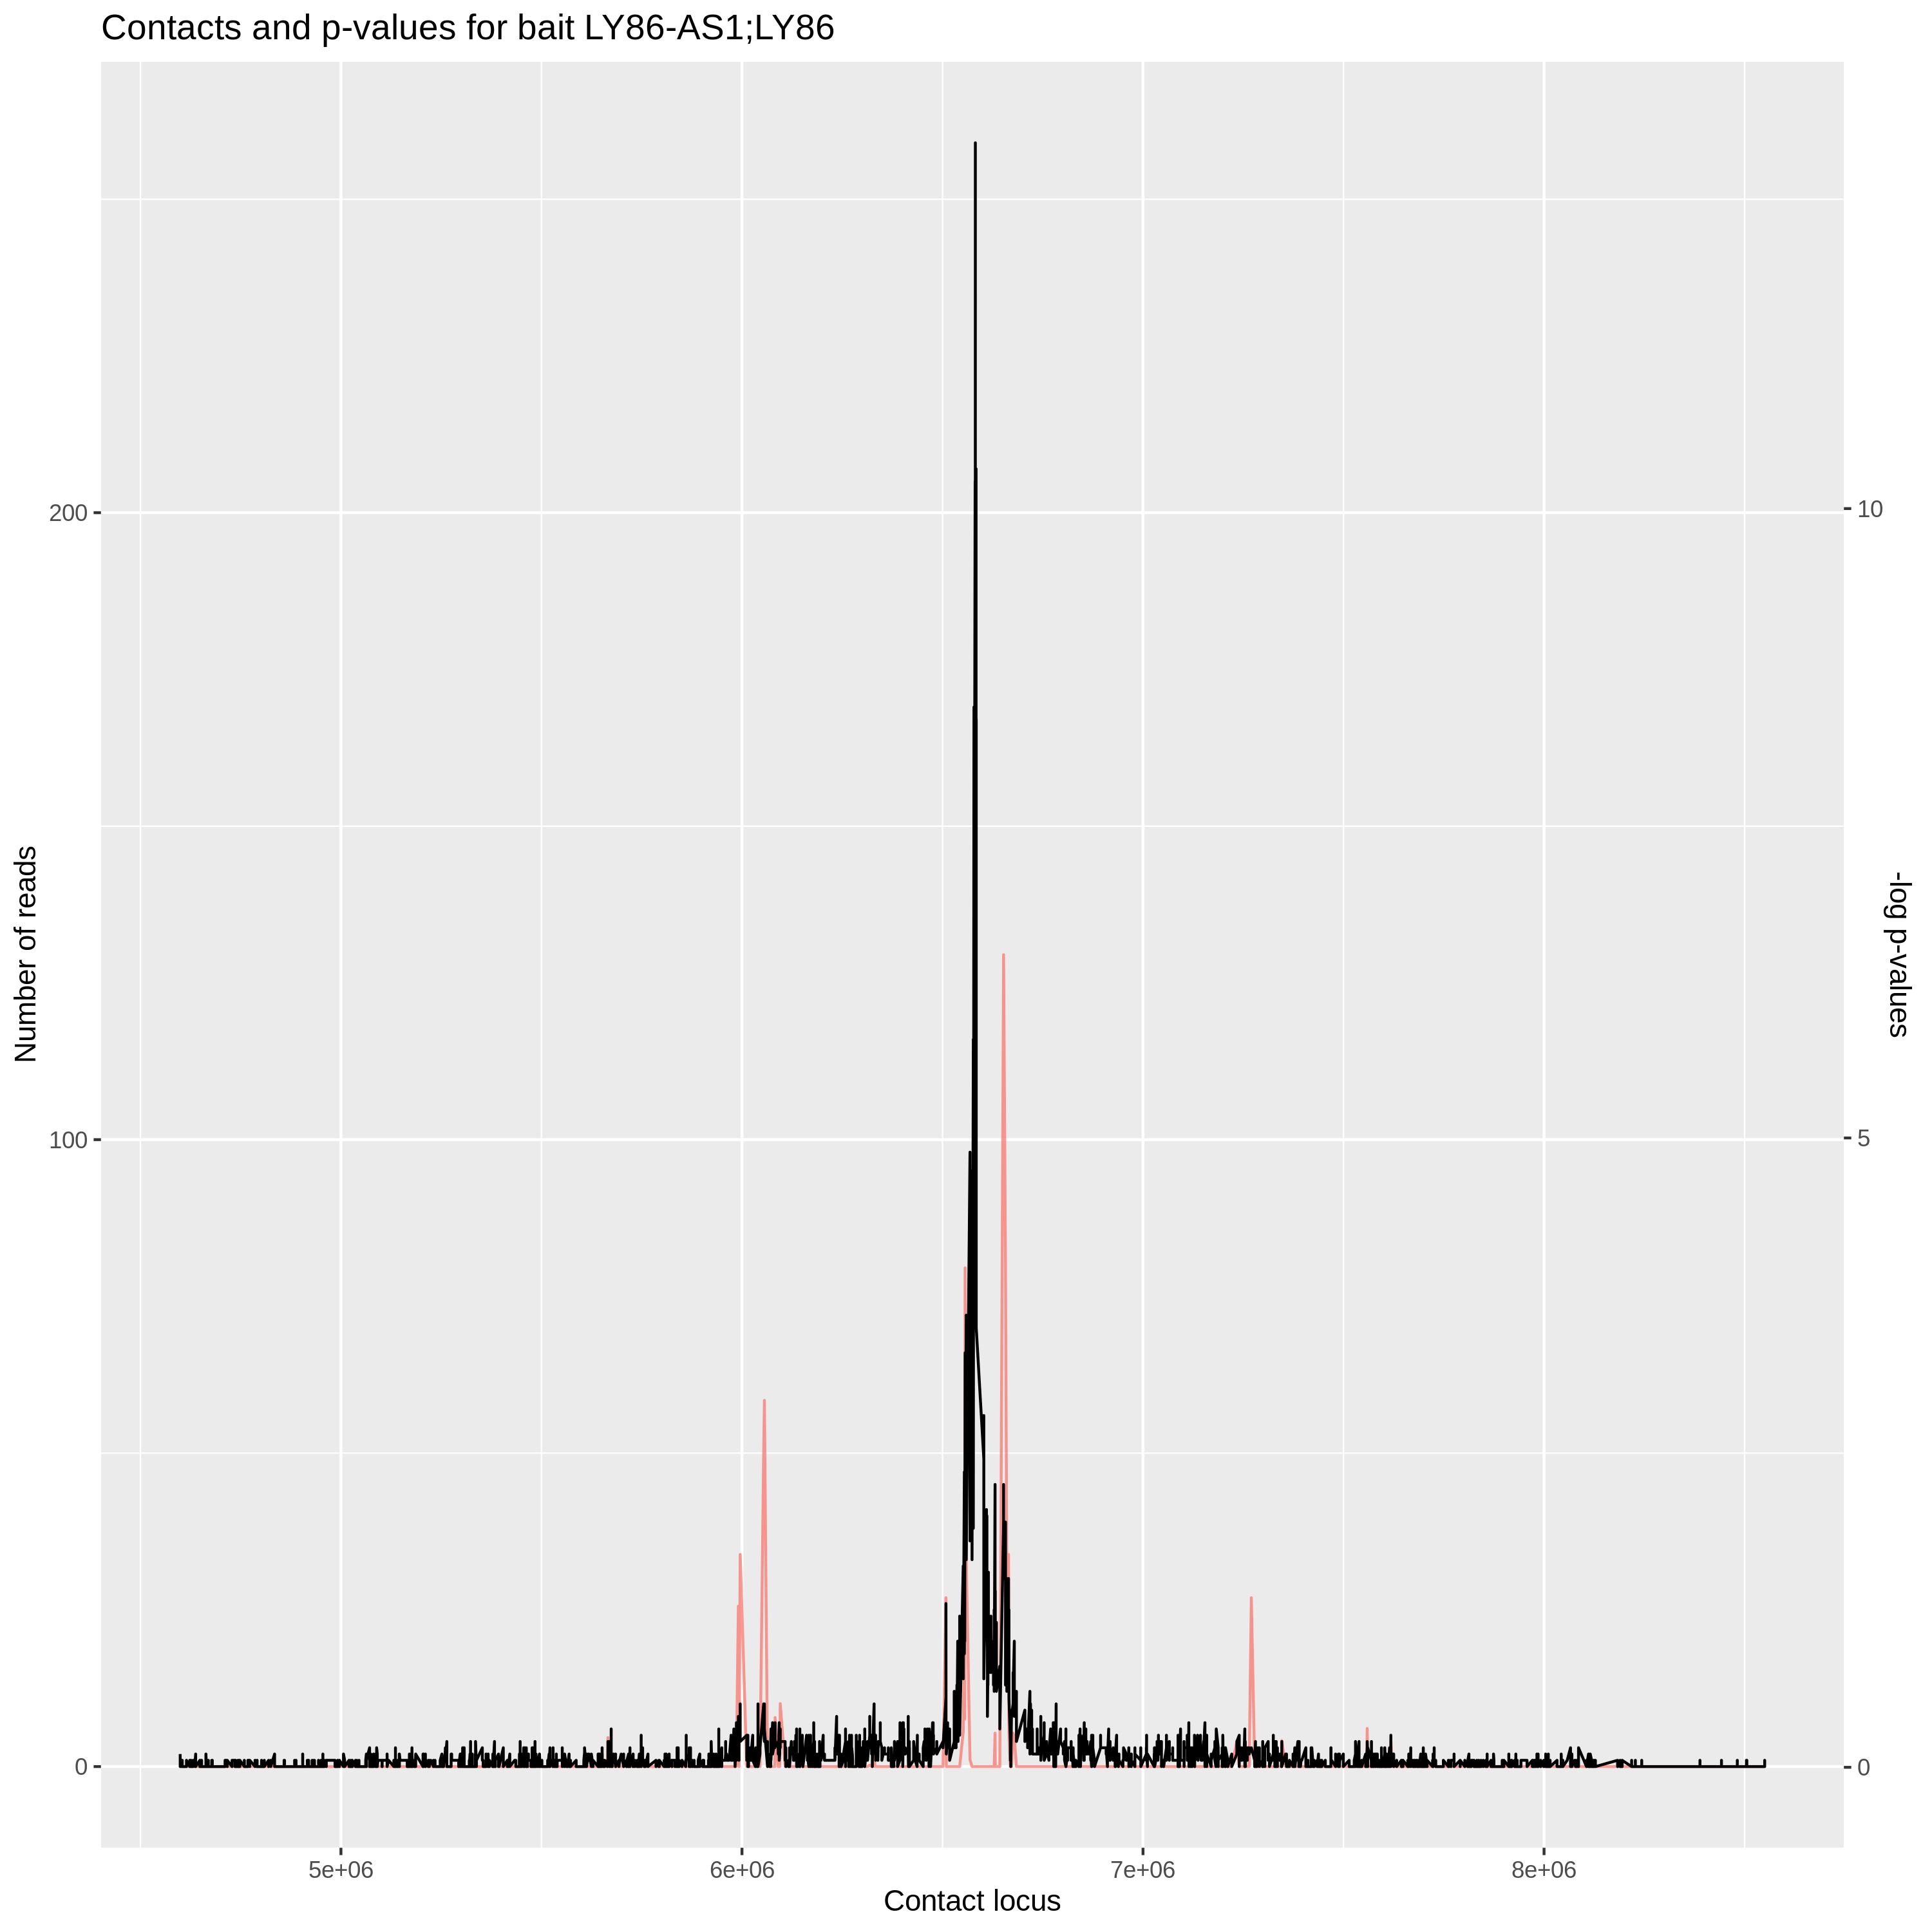 Contacts and p-values for bait LY86-AS1;LY86
Number of reads
200
100
0
10
5
0
-log p-values
5e+06
6e+06
7e+06
8e+06
Contact locus